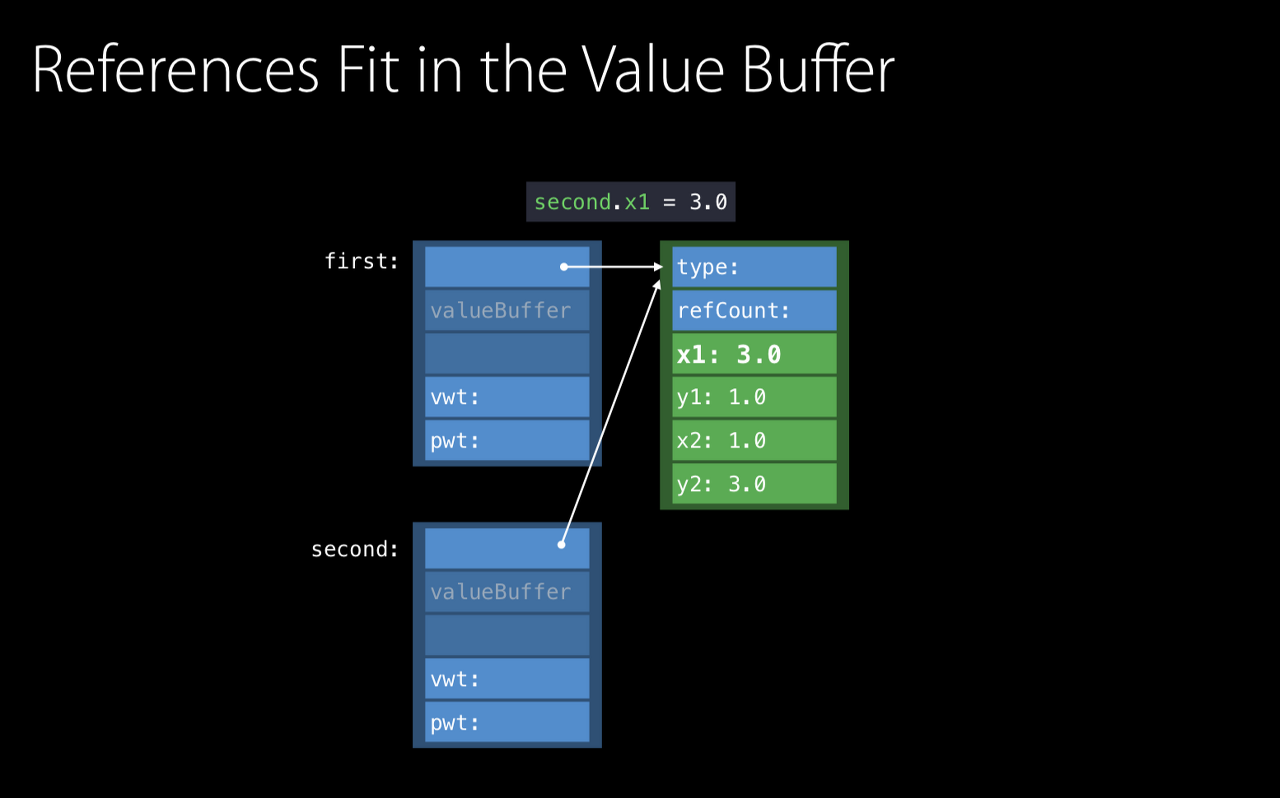 References Fit in the Value Buffer
second.x1 = 3.0
first:
valueBuffer
vwt:
pwt:
type:
refCount:
x1: 3.0
y1: 1.0
x2: 1.0
y2: 3.0
second:
valueBuffer
vwt:
pwt: